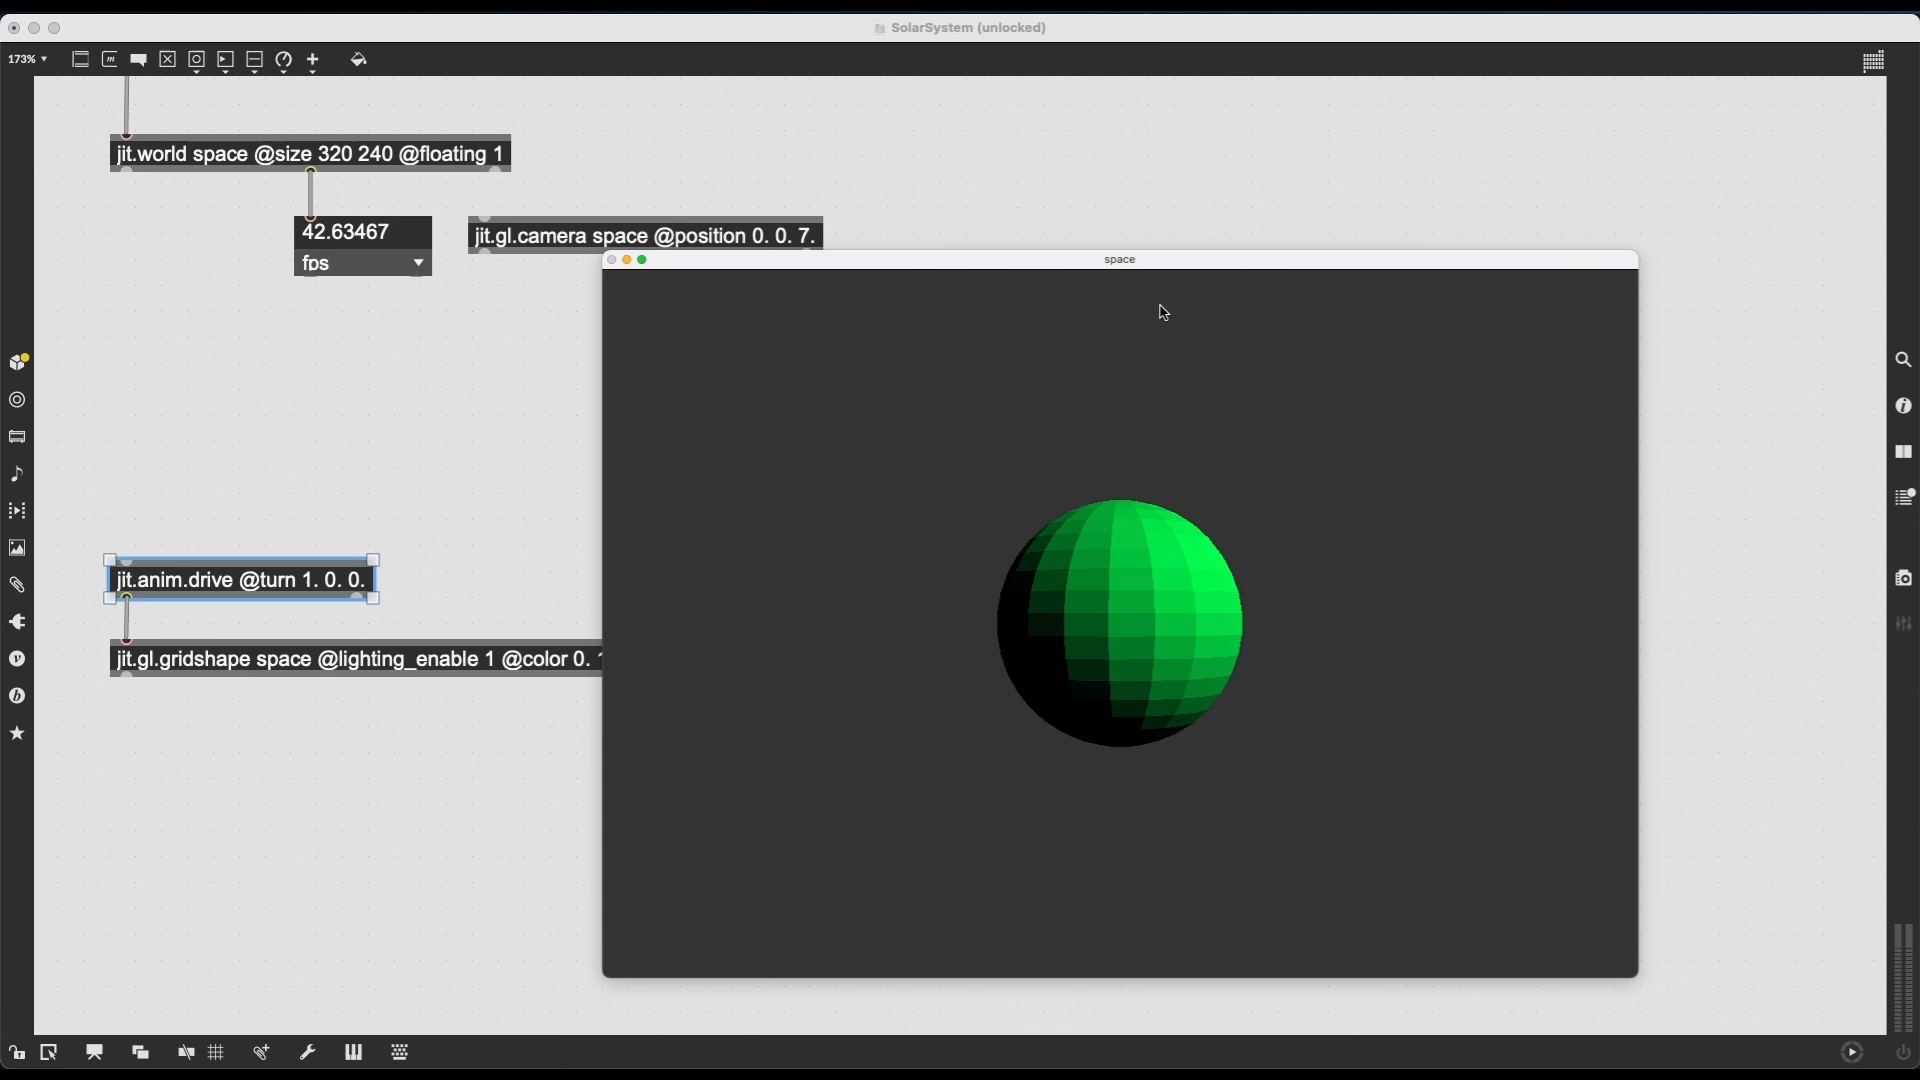 SolarSystem (unlocked)
173%
jit.world space @size 320 240 @floating 1
42.63467
fps
jit.gl.camera space @position 0. 0. 7.
space
jit.anim.drive @turn 1. 0. 0.
jit.gl.gridshape space @lighting_enable 1 @color 0.